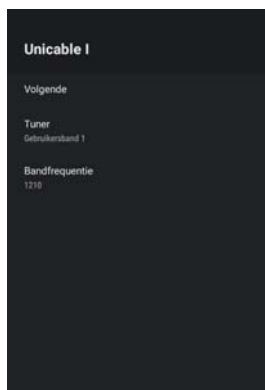 Unicable I
Volgende
Tuner
Gebruikersband 1
Bandfrequentie
1210